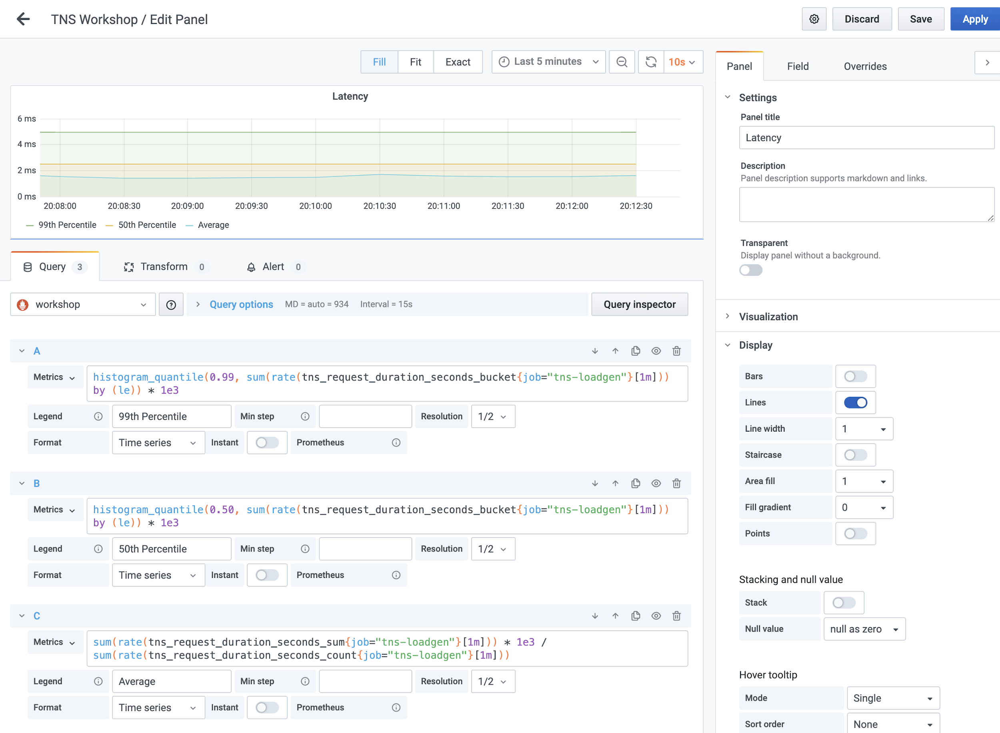 TNS Workshop / Edit Panel
Discard
Save
Apply
Fill
Fit
Exact
Last 5 minutes
10s
Panel
Field
Overrides
Latency
6 ms
4 ms
2 ms
0 ms
20:08:00
20:08:30
20:09:00
20:09:30
20:10:00
20:10:30
20:11:00
20:11:30
20:12:00
20:12:30
99th Percentile
50th Percentile
Average
Query 3
Transform 0
Alert 0
workshop
Query options
MD = auto = 934
Interval = 15s
Query inspector
A
Metrics
histogram_quantile(0.99, sum(rate(tns_request_duration_seconds_bucket{job="tns-loadgen"}[1m]))
by (le)) * 1e3
Legend
99th Percentile
Min step
Resolution
1/2
Format
Time series
Instant
Prometheus
B
Metrics
histogram_quantile(0.50, sum(rate(tns_request_duration_seconds_bucket{job="tns-loadgen"}[1m]))
by (le)) * 1e3
Legend
50th Percentile
Min step
Resolution
1/2
Format
Time series
Instant
Prometheus
C
Metrics
sum(rate(tns_request_duration_seconds_sum{job="tns-loadgen"}[1m])) * 1e3 /
sum(rate(tns_request_duration_seconds_count{job="tns-loadgen"}[1m]))
Legend
Average
Min step
Resolution
1/2
Format
Time series
Instant
Prometheus
Settings
Panel title
Latency
Description
Panel description supports markdown and links.
Transparent
Display panel without a background.
Visualization
Display
Bars
Lines
Line width
1
Staircase
Area fill
1
Fill gradient
0
Points
Stacking and null value
Stack
Null value
null as zero
Hover tooltip
Mode
Single
Sort order
None